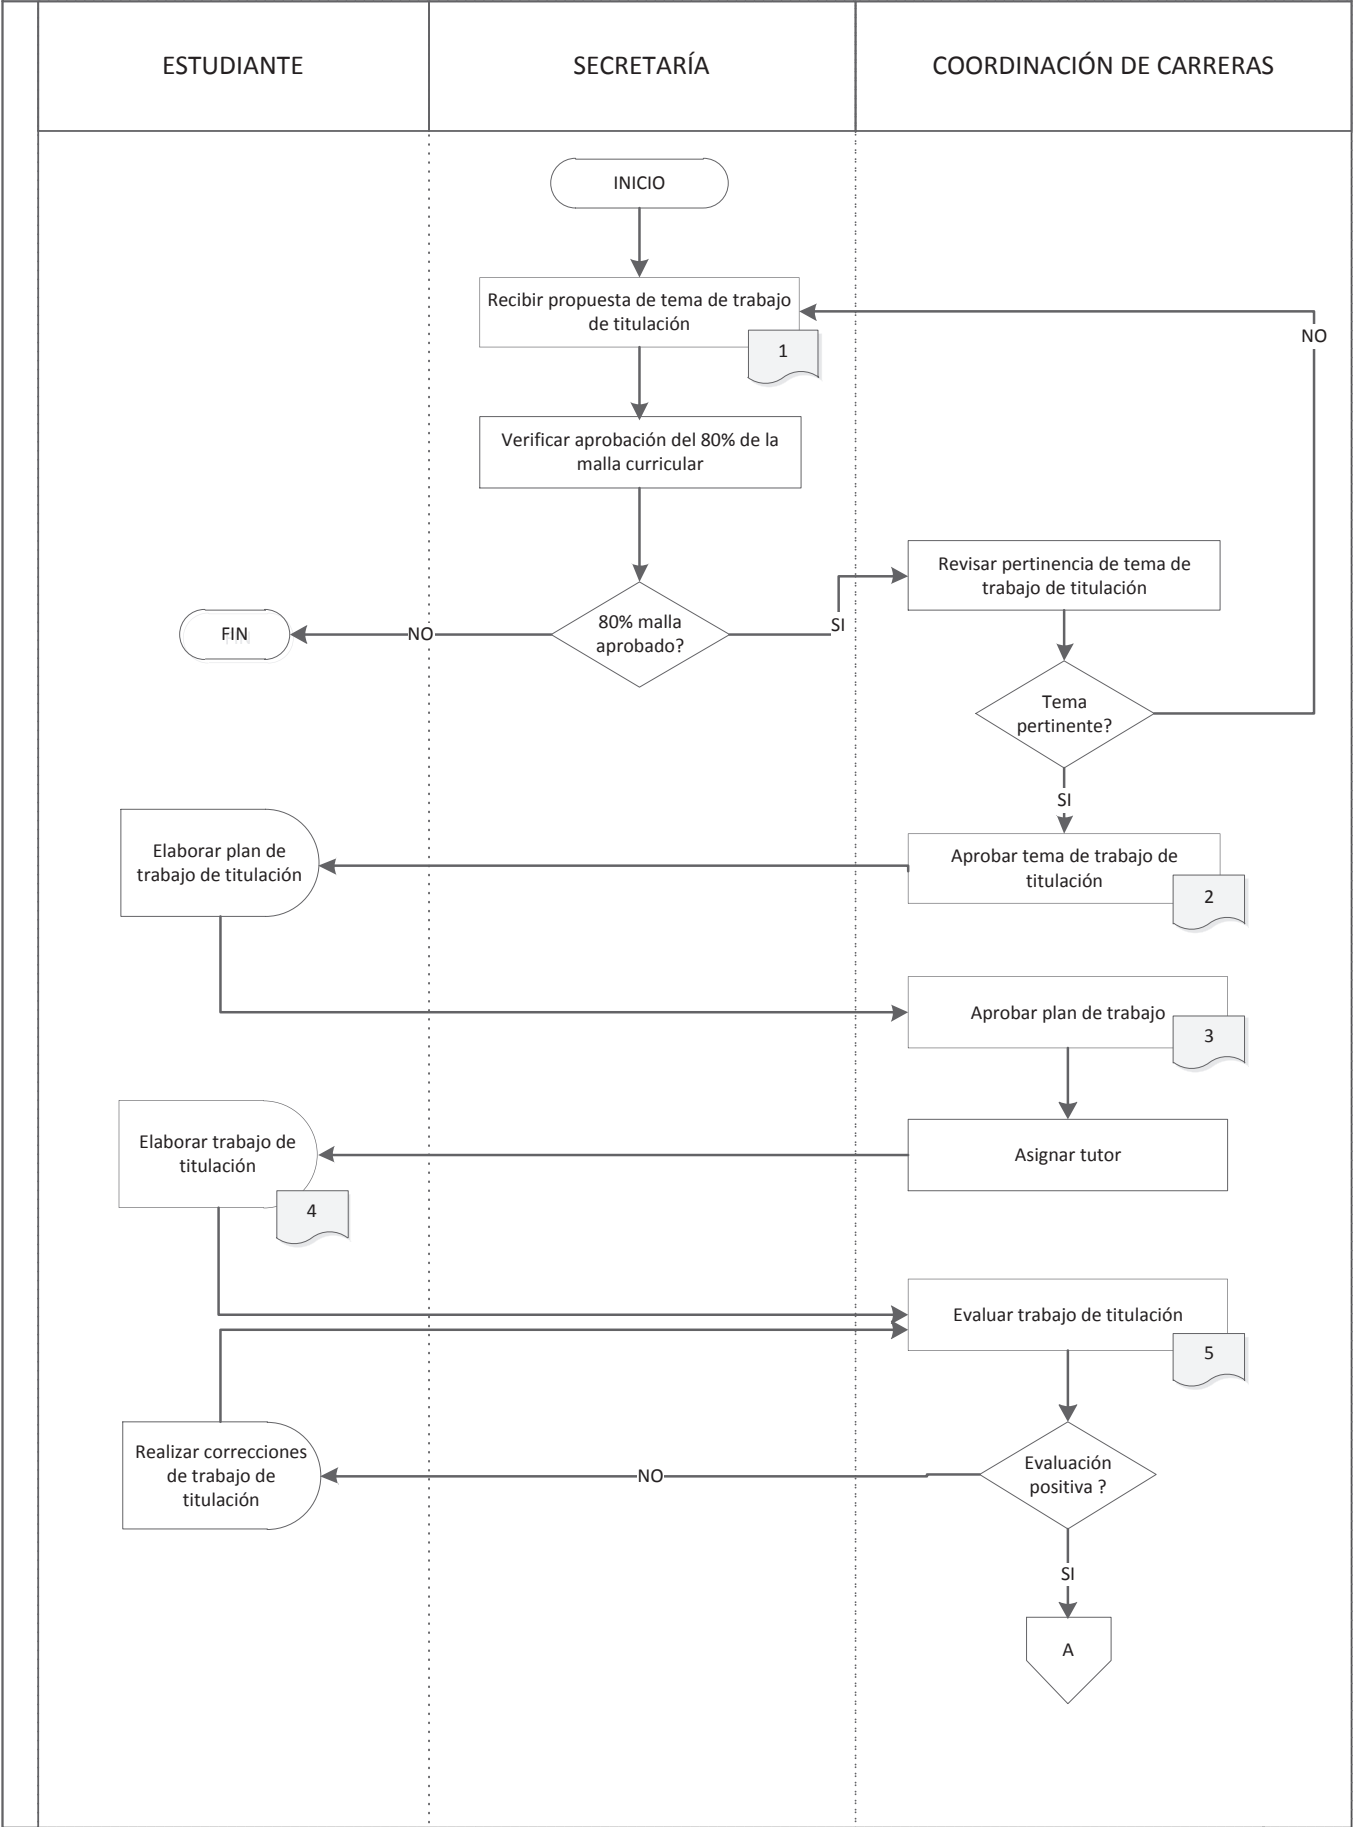 ESTUDIANTE
SECRETARÍA
COORDINACIÓN DE CARRERAS
INICIO
Recibir propuesta de tema de trabajo
de titulación
1
NO
Verificar aprobación del 80% de la
malla curricular
Revisar pertinencia de tema de
trabajo de titulación
FIN
NO
80% malla
aprobado?
SI
Tema
pertinente?
SI
Elaborar plan de
trabajo de titulación
Aprobar tema de trabajo de
titulación
2
Aprobar plan de trabajo
3
Elaborar trabajo de
titulación
4
Asignar tutor
Evaluar trabajo de titulación
5
Realizar correcciones
de trabajo de
titulación
NO
Evaluación
positiva ?
SI
A